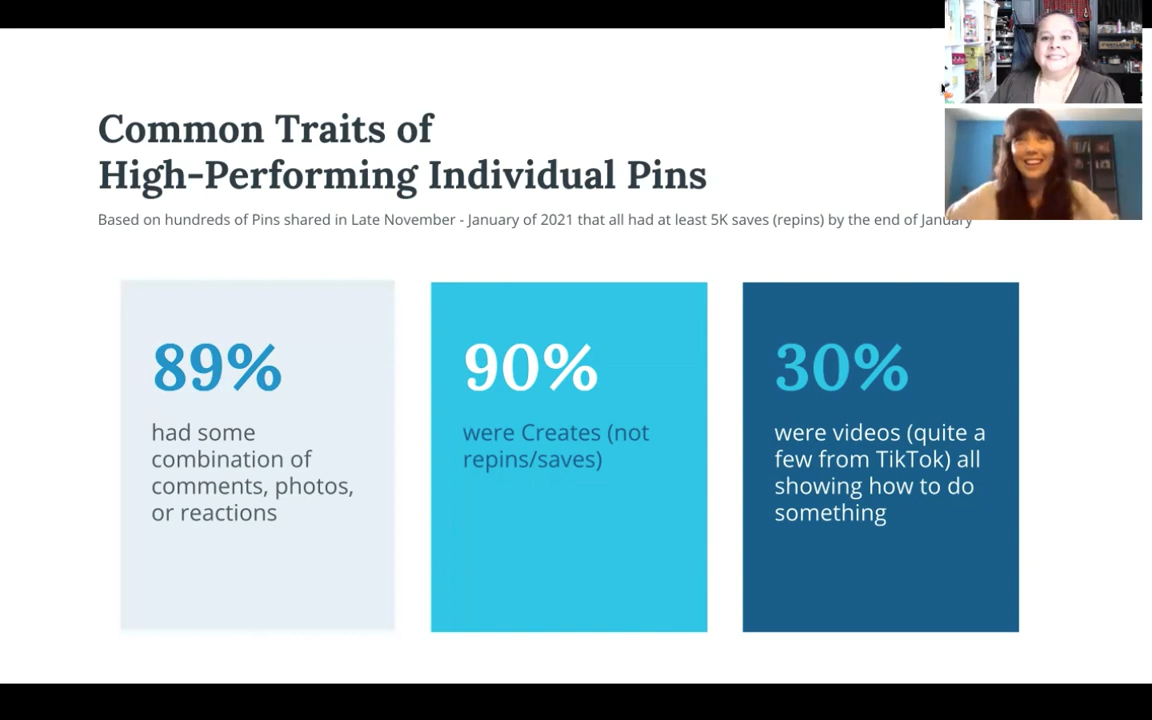 Common Traits of
High-Performing Individual Pins
Based on hundreds of Pins shared in Late November - January of 2021 that all had at least 5K saves (repins) by the end of January
89%
had some
combination of
comments, photos,
or reactions
90%
were Creates (not
repins/saves)
30%
were videos (quite a
few from TikTok) all
showing how to do
something